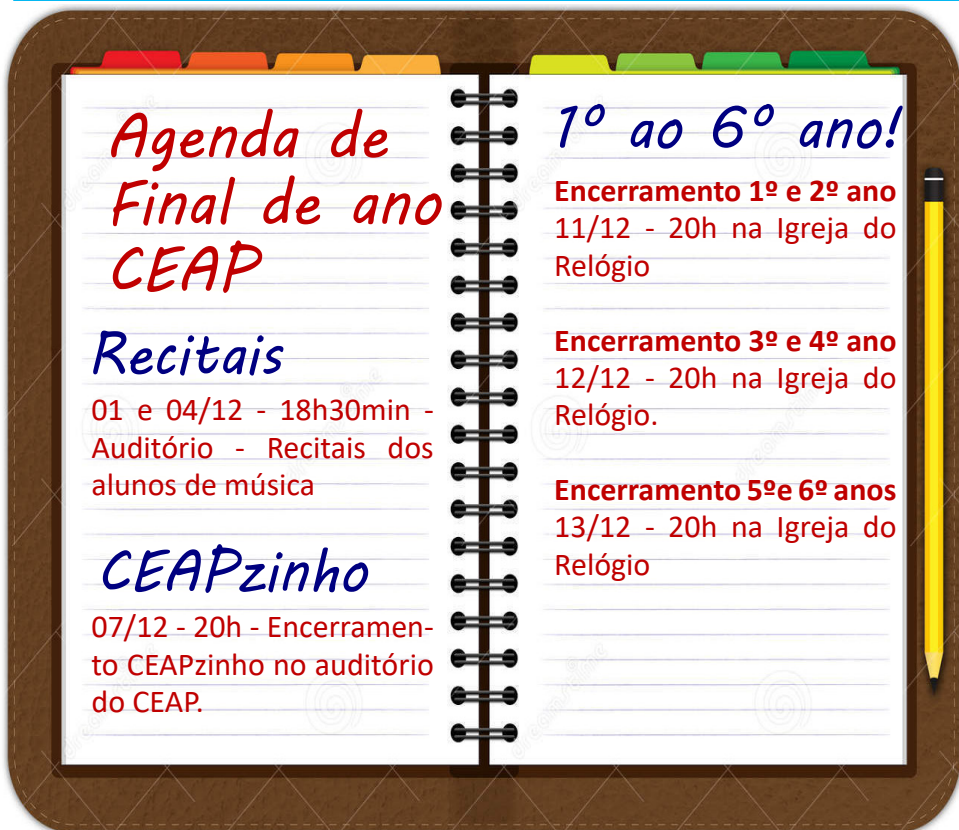 Agenda de
Final de ano
CEAP
Recitais
01 e 04/12 - 18h30min -
Auditório - Recitais dos
alunos de música
CEAPzinho
07/12 - 20h - Encerramen-
to CEAPzinho no auditório
do CEAP.
1º ao 6º ano!
Encerramento 1º e 2º ano
11/12 - 20h na Igreja do
Relógio
Encerramento 3º e 4º ano
12/12 - 20h na Igreja do
Relógio.
Encerramento 5ºe 6º anos
13/12 - 20h na Igreja do
Relógio